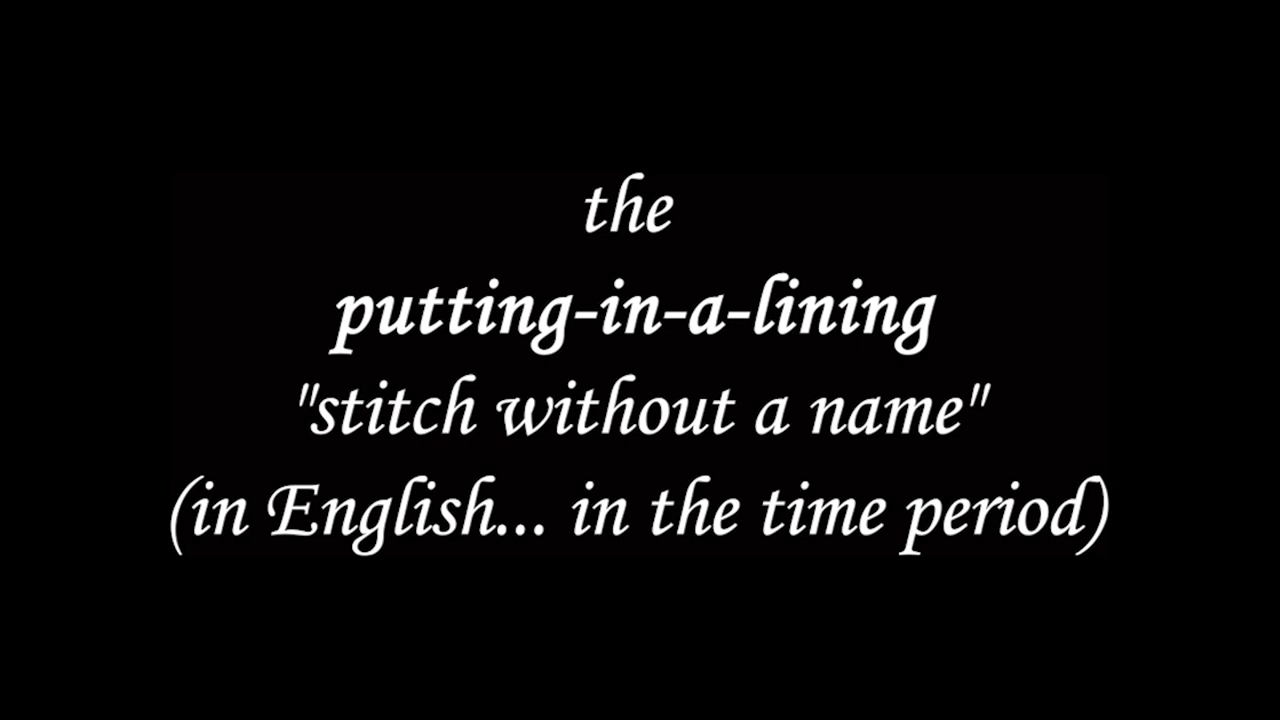 the
putting-in-a-lining
"stitch without a name"
(in English... in the time period)